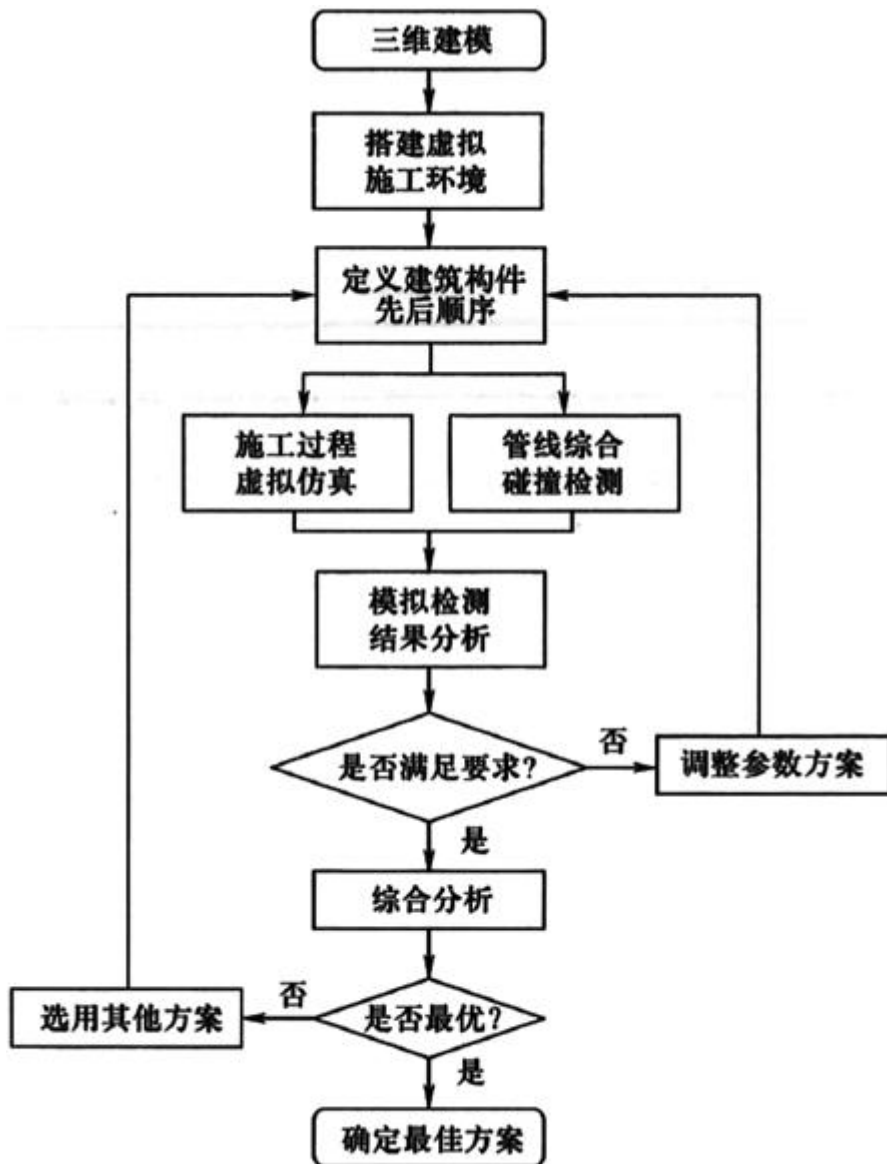 三维建模
搭建虚拟
施工环境
定义建筑构件
先后顺序
施工过程
虚拟仿真
管线综合
碰撞检测
模拟检测
结果分析
是否满足要求?
否
调整参数方案
是
综合分析
选用其他方案
否
是否最优?
是
确定最佳方案